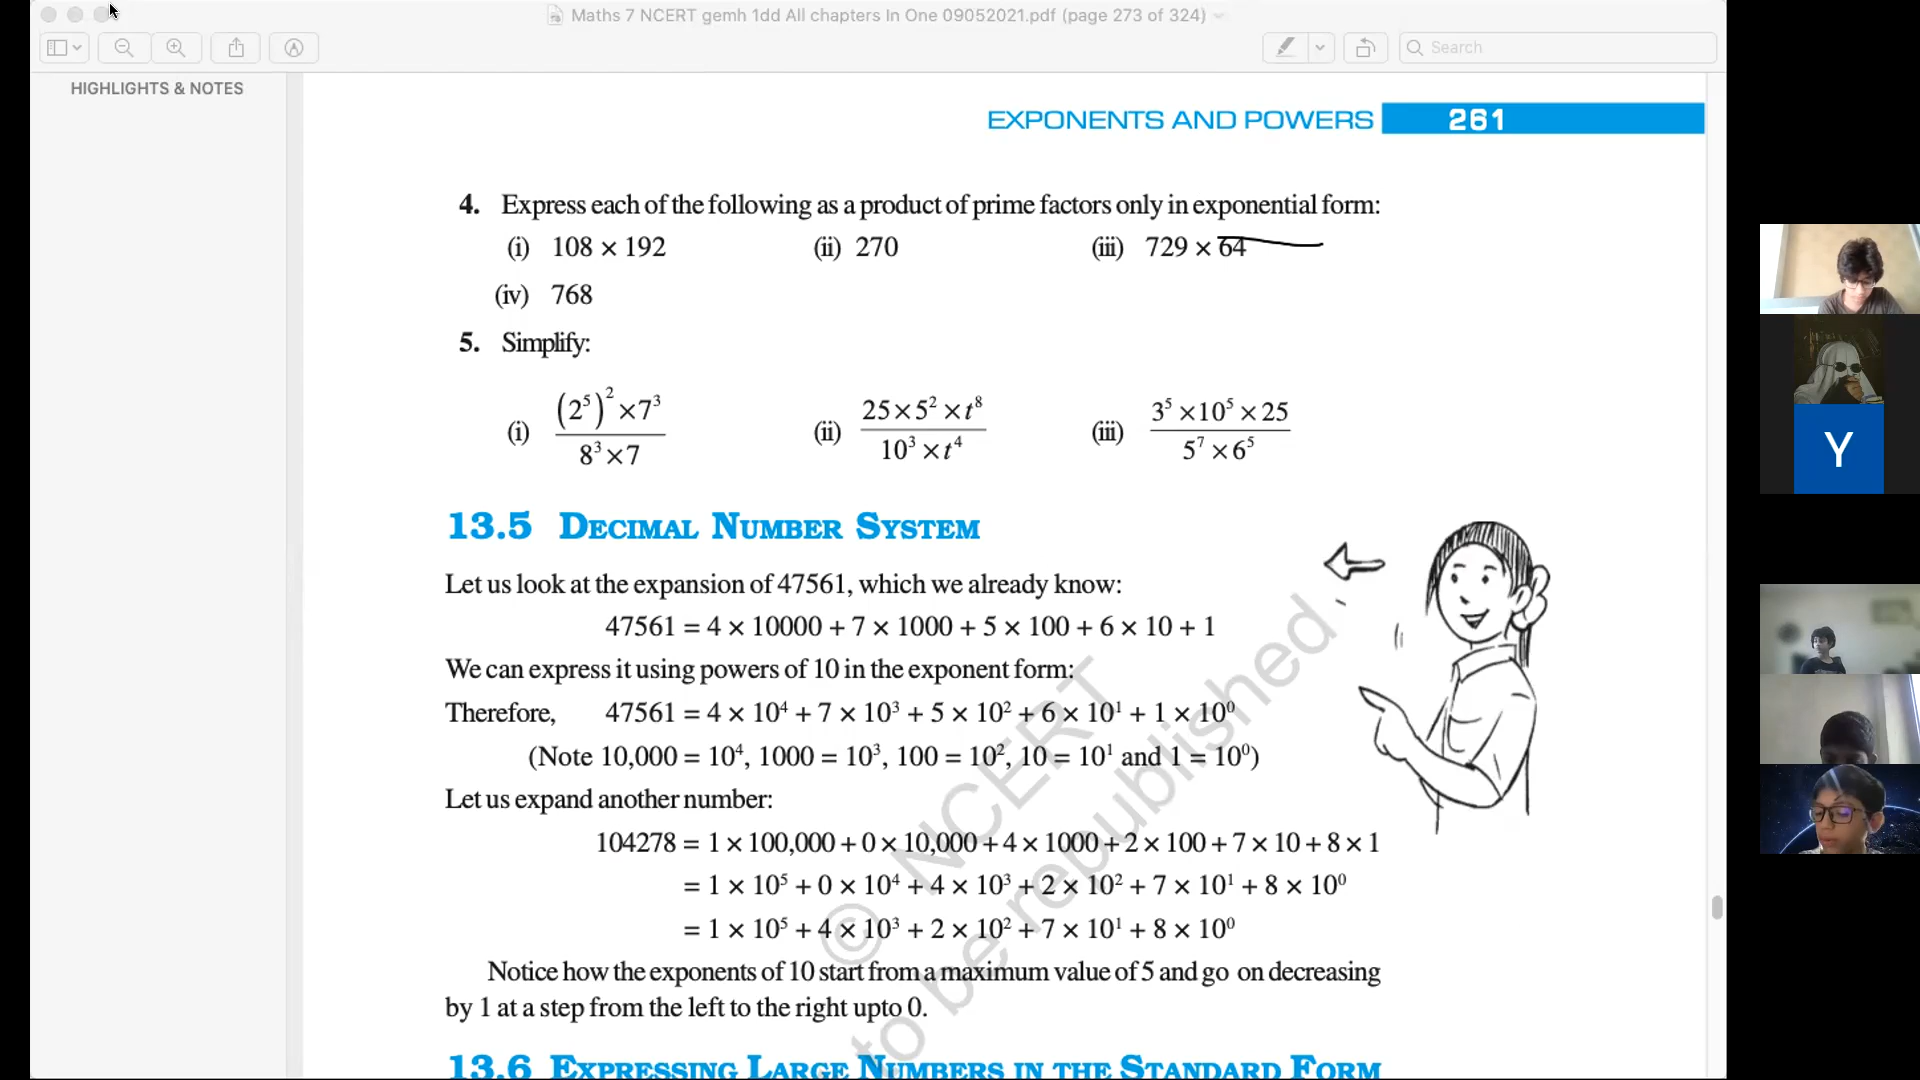 Maths 7 NCERT gemh 1dd All chapters In One 09052021.pdf (page 273 of 324)
Search
HIGHLIGHTS & NOTES
EXPONENTS AND POWERS 261
4. Express each of the following as a product of prime factors only in exponential form:
(i) 108 × 192 (ii) 270 (iii) 729 × 64
(iv) 768
5. Simplify:
(i) (2⁵)² × 7³ / 8³ × 7 (ii) 25 × 5² × t⁸ / 10³ × t⁴ (iii) 3⁵ × 10⁵ × 25 / 5⁷ × 6⁵
Y
13.5 DECIMAL NUMBER SYSTEM
Let us look at the expansion of 47561, which we already know:
47561 = 4 × 10000 + 7 × 1000 + 5 × 100 + 6 × 10 + 1
We can express it using powers of 10 in the exponent form:
Therefore, 47561 = 4 × 10⁴ + 7 × 10³ + 5 × 10² + 6 × 10¹ + 1 × 10⁰
(Note 10,000 = 10⁴, 1000 = 10³, 100 = 10², 10 = 10¹ and 1 = 10⁰)
Let us expand another number:
104278 = 1 × 100,000 + 0 × 10,000 + 4 × 1000 + 2 × 100 + 7 × 10 + 8 × 1
= 1 × 10⁵ + 0 × 10⁴ + 4 × 10³ + 2 × 10² + 7 × 10¹ + 8 × 10⁰
= 1 × 10⁵ + 4 × 10³ + 2 × 10² + 7 × 10¹ + 8 × 10⁰
Notice how the exponents of 10 start from a maximum value of 5 and go on decreasing
by 1 at a step from the left to the right upto 0.
13.6 EXPRESSING LARGE NUMBERS IN THE STANDARD FORM
© NCERT
to be republished